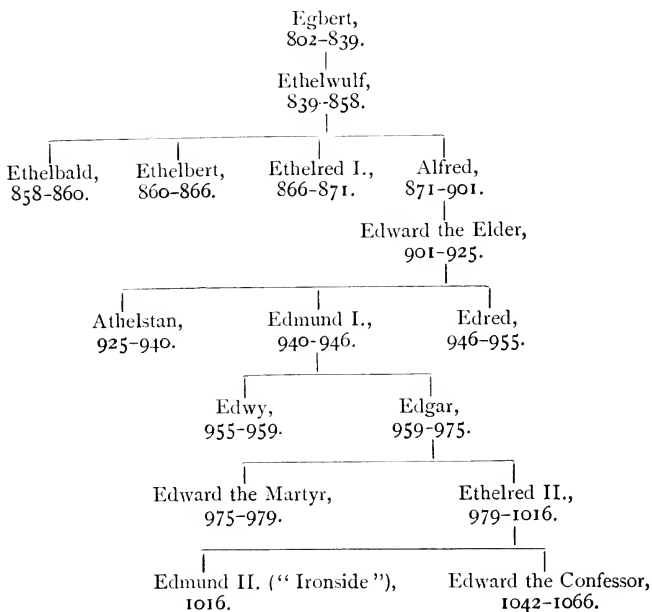 Egbert,
802-839.
Ethelwulf,
839-858.
Ethelbald,
858-860.
Ethelbert,
860-866.
Ethelred I.,
866-871.
Alfred,
871-901.
Edward the Elder,
901-925.
Athelstan,
925-940.
Edmund I.,
940-946.
Edred,
946-955.
Edwy,
955-959.
Edgar,
959-975.
Edward the Martyr,
975-979.
Ethelred II.,
979-1016.
Edmund II. (“ Ironside ”),
1016.
Edward the Confessor,
1042-1066.